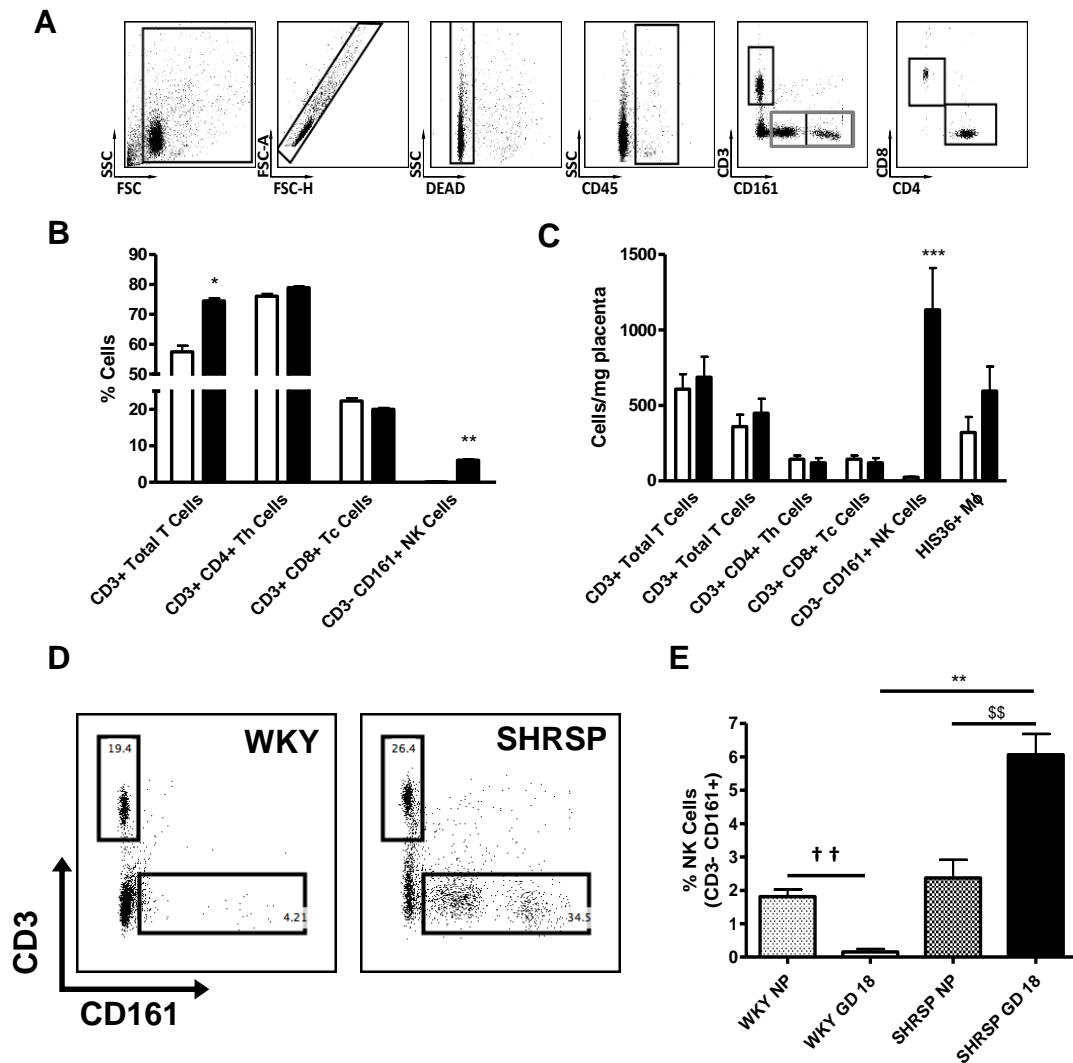 A
SSC
FSC
FSC-A
FSC-H
SSC
DEAD
SSC
CD45
CD3
CD161
CD8
CD4
B
% Cells
90
80
70
60
50
20
10
0
*
**
CD3+ Total T Cells
CD3+ CD4+ Th Cells
CD3+ CD8+ Tc Cells
CD3- CD161+ NK Cells
C
Cells/mg placenta
1500
1000
500
0
***
CD3+ Total T Cells
CD3+ Total T Cells
CD3+ CD4+ Th Cells
CD3+ CD8+ Tc Cells
CD3- CD161+ NK Cells
HIS36+ Mϕ
D
WKY
19.4
4.21
SHRSP
26.4
34.5
CD3
CD161
E
% NK Cells
(CD3- CD161+)
7
6
5
4
3
2
1
0
**
$$
††
WKY NP
WKY GD 18
SHRSP NP
SHRSP GD 18